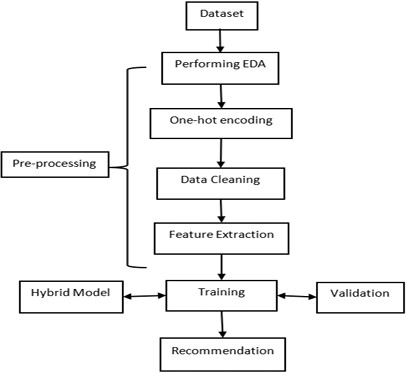 Dataset
Performing EDA
One-hot encoding
Pre-processing
Data Cleaning
Feature Extraction
Hybrid Model
Training
Validation
Recommendation